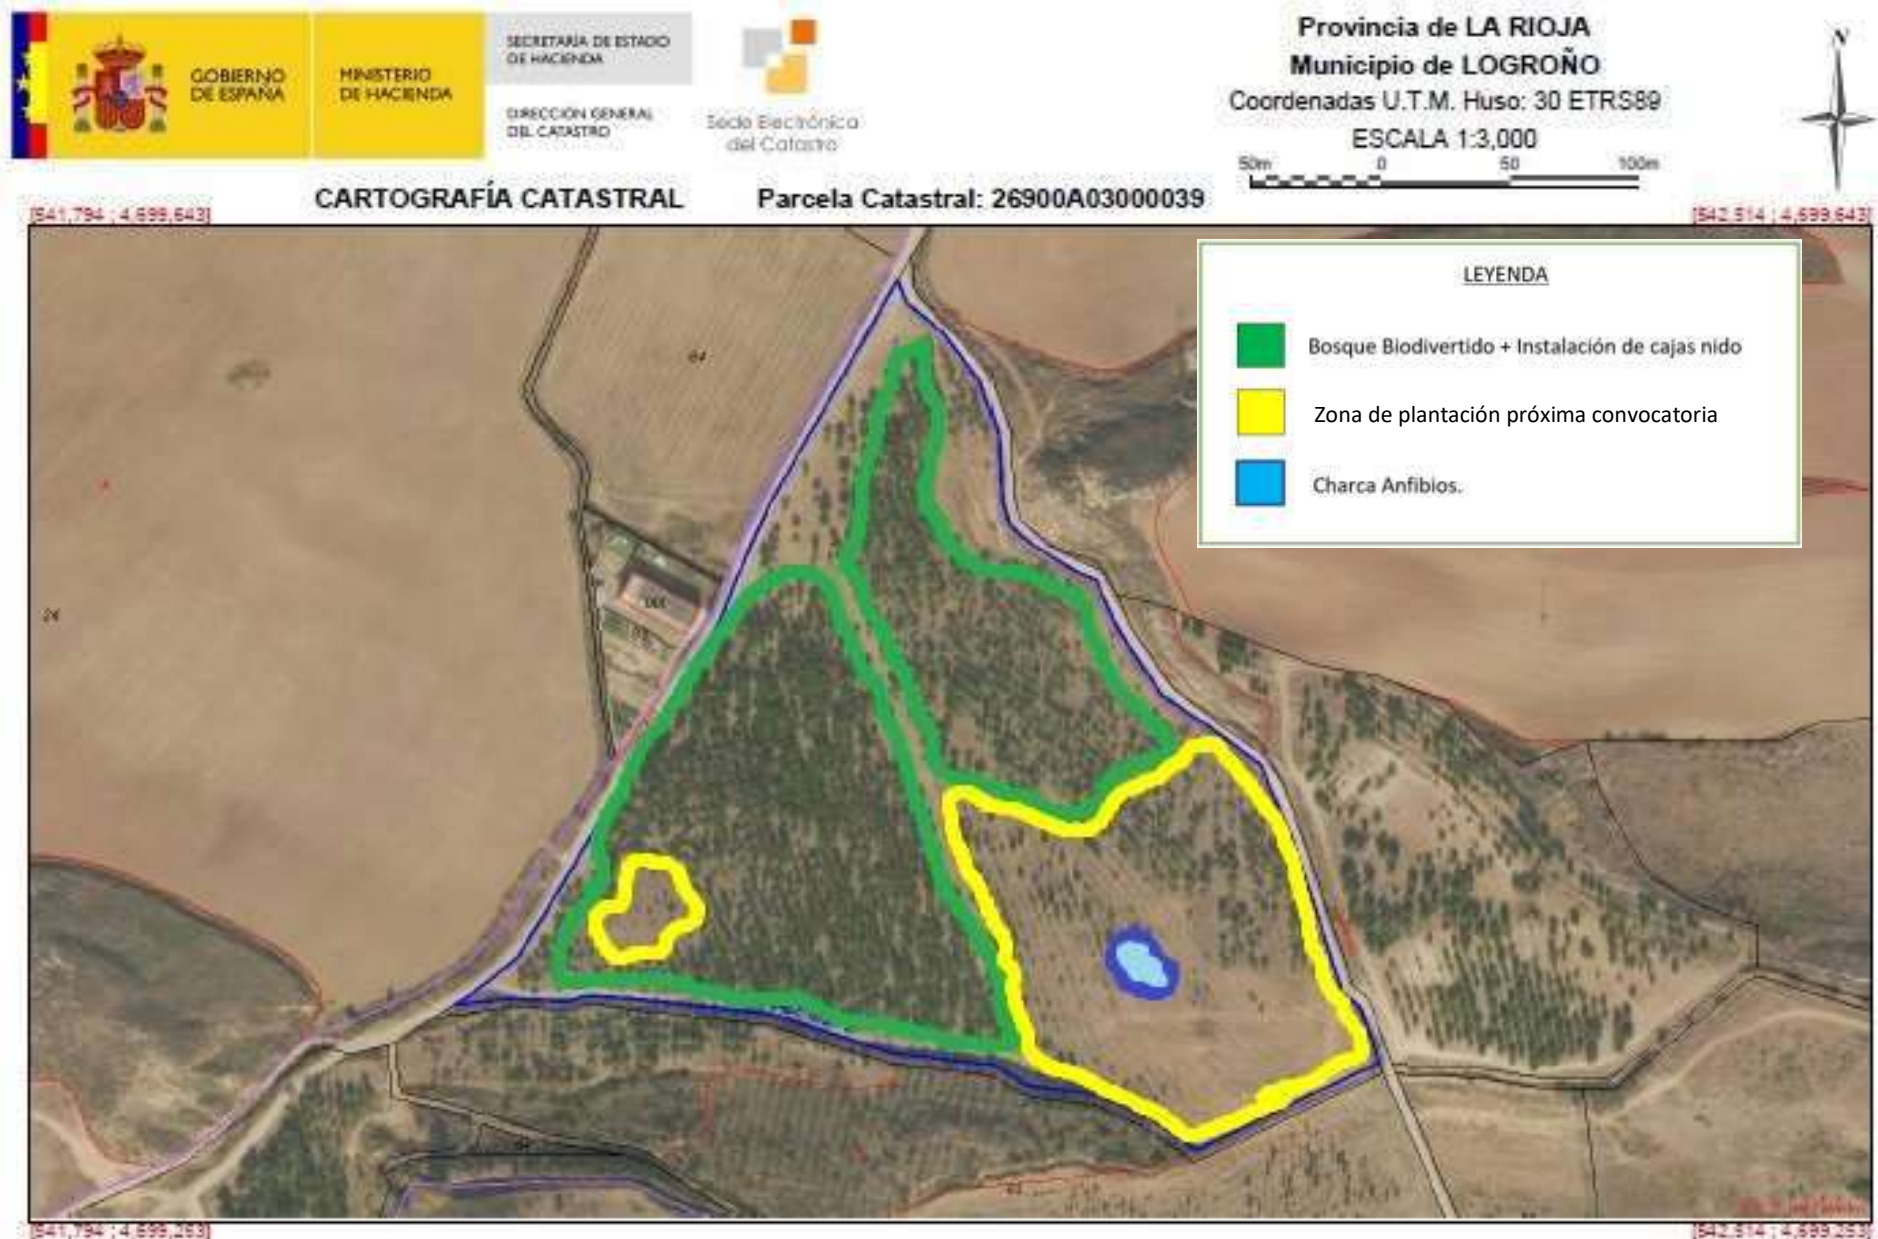 GOBIERNO
DE ESPAÑA
MINISTERIO
DE HACIENDA
SECRETARÍA DE ESTADO
DE HACIENDA
DIRECCIÓN GENERAL
DEL CATASTRO
Sede Electrónica
del Catastro
Provincia de LA RIOJA
Municipio de LOGROÑO
Coordenadas U.T.M. Huso: 30 ETRS89
ESCALA 1:3,000
50m 0 50 100m
N
CARTOGRAFÍA CATASTRAL Parcela Catastral: 26900A03000039
[541,794 ; 4,699,643]
[542,514 ; 4,699,643]
LEYENDA
Bosque Biodivertido + Instalación de cajas nido
Zona de plantación próxima convocatoria
Charca Anfibios.
64
24
[541,794 ; 4,699,253]
[542,514 ; 4,699,253]